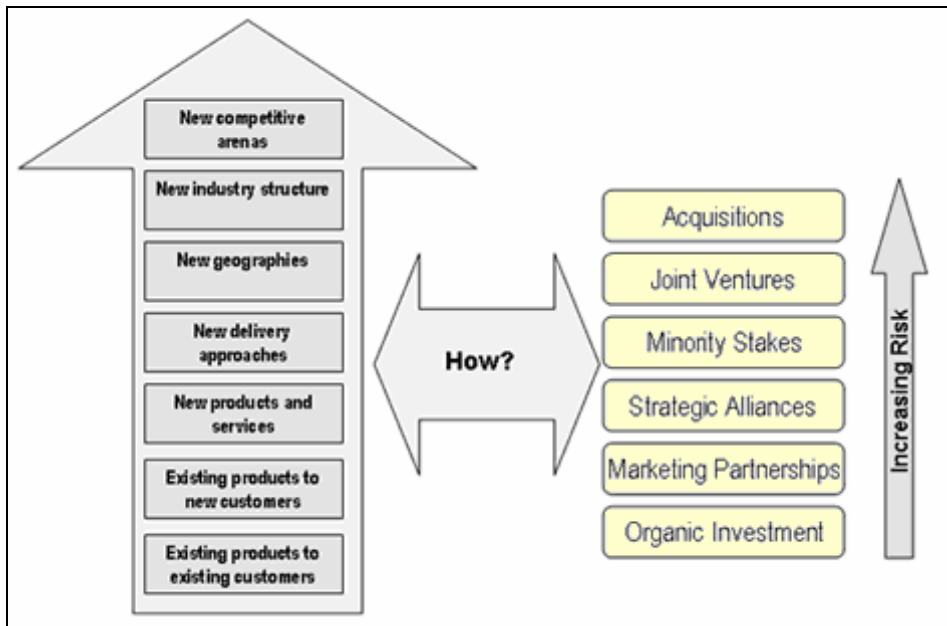 New competitive
arenas
New industry structure
New geographies
New delivery
approaches
New products and
services
Existing products to
new customers
Existing products to
existing customers
How?
Acquisitions
Joint Ventures
Minority Stakes
Strategic Alliances
Marketing Partnerships
Organic Investment
Increasing Risk